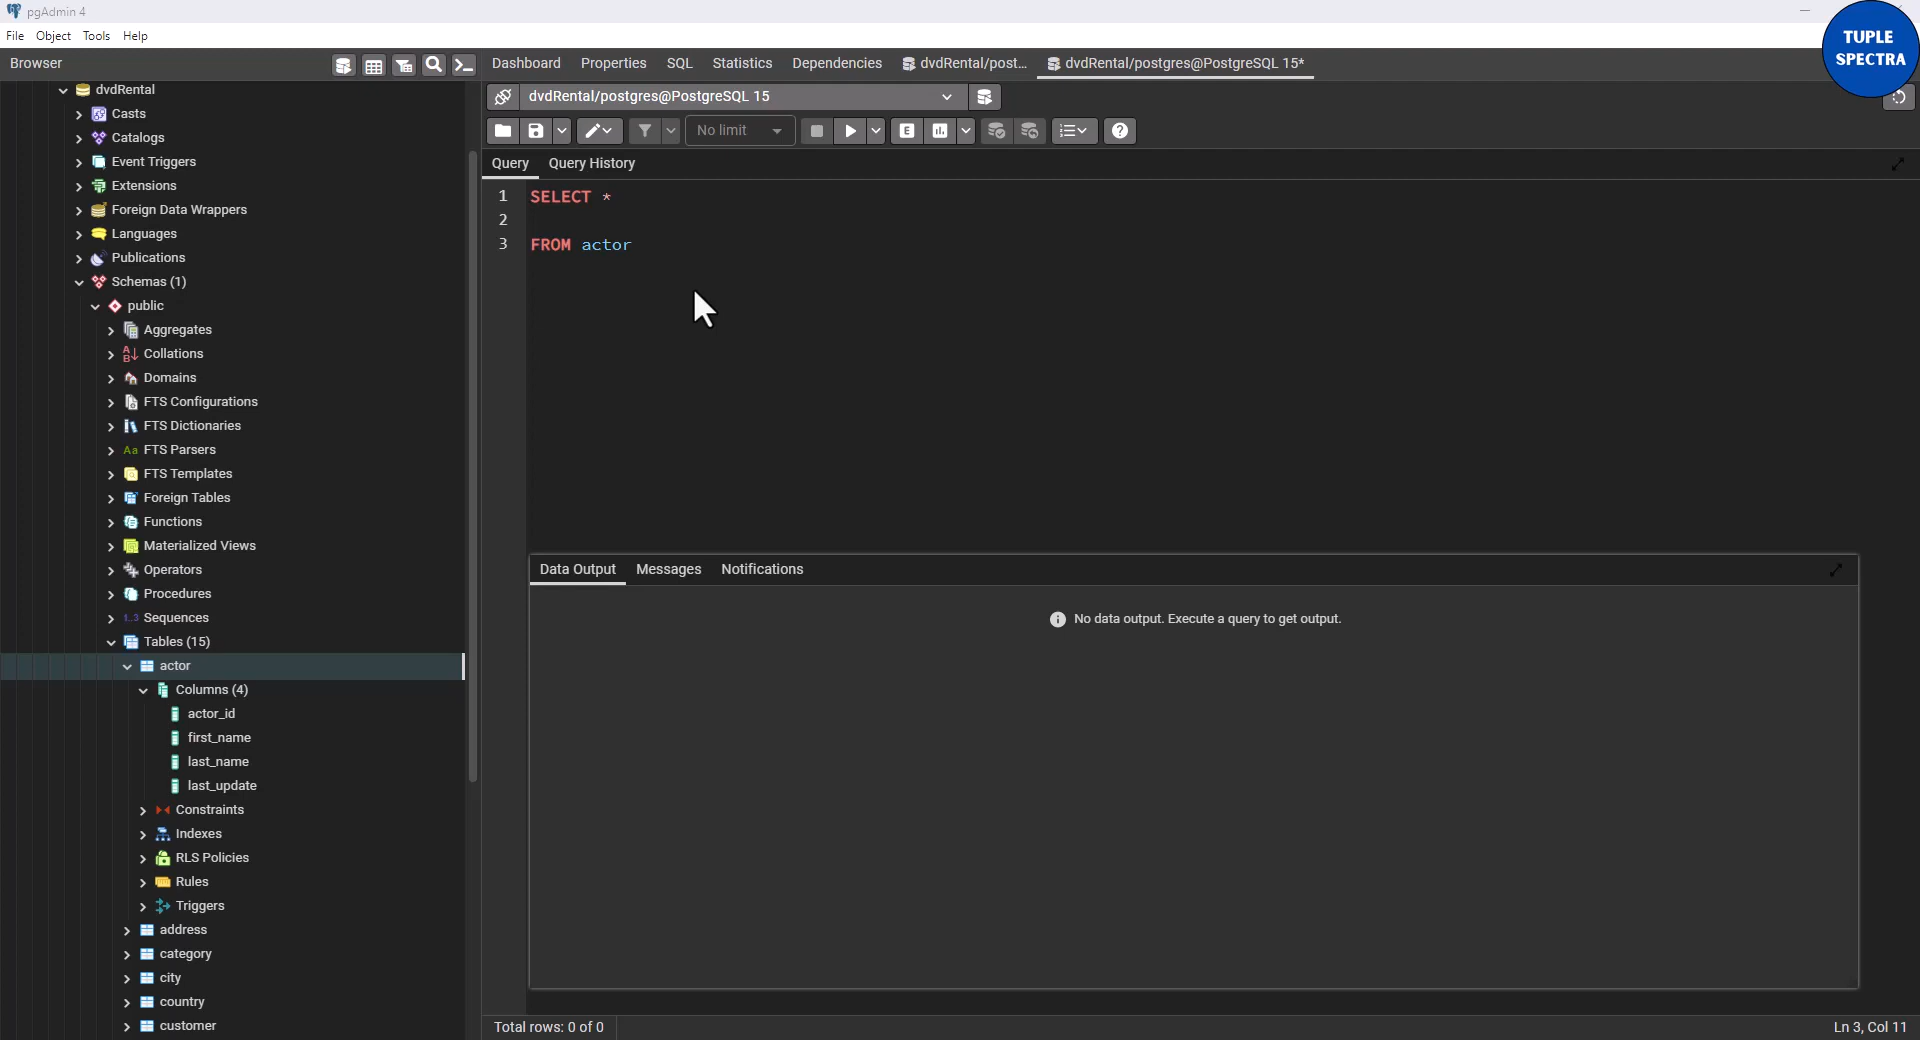 pgAdmin 4
TUPLE
SPECTRA
File Object Tools Help
Browser
Dashboard Properties SQL Statistics Dependencies dvdRental/post... dvdRental/postgres@PostgreSQL 15*
dvdRental/postgres@PostgreSQL 15
No limit
E
Query Query History
1 SELECT *
2
3 FROM actor
dvdRental
Casts
Catalogs
Event Triggers
Extensions
Foreign Data Wrappers
Languages
Publications
Schemas (1)
public
Aggregates
Collations
Domains
FTS Configurations
FTS Dictionaries
Aa FTS Parsers
FTS Templates
Foreign Tables
Functions
Materialized Views
Operators
Procedures
1..3 Sequences
Tables (15)
actor
Columns (4)
actor_id
first_name
last_name
last_update
Constraints
Indexes
RLS Policies
Rules
Triggers
address
category
city
country
customer
Data Output Messages Notifications
No data output. Execute a query to get output.
Total rows: 0 of 0
Ln 3, Col 11